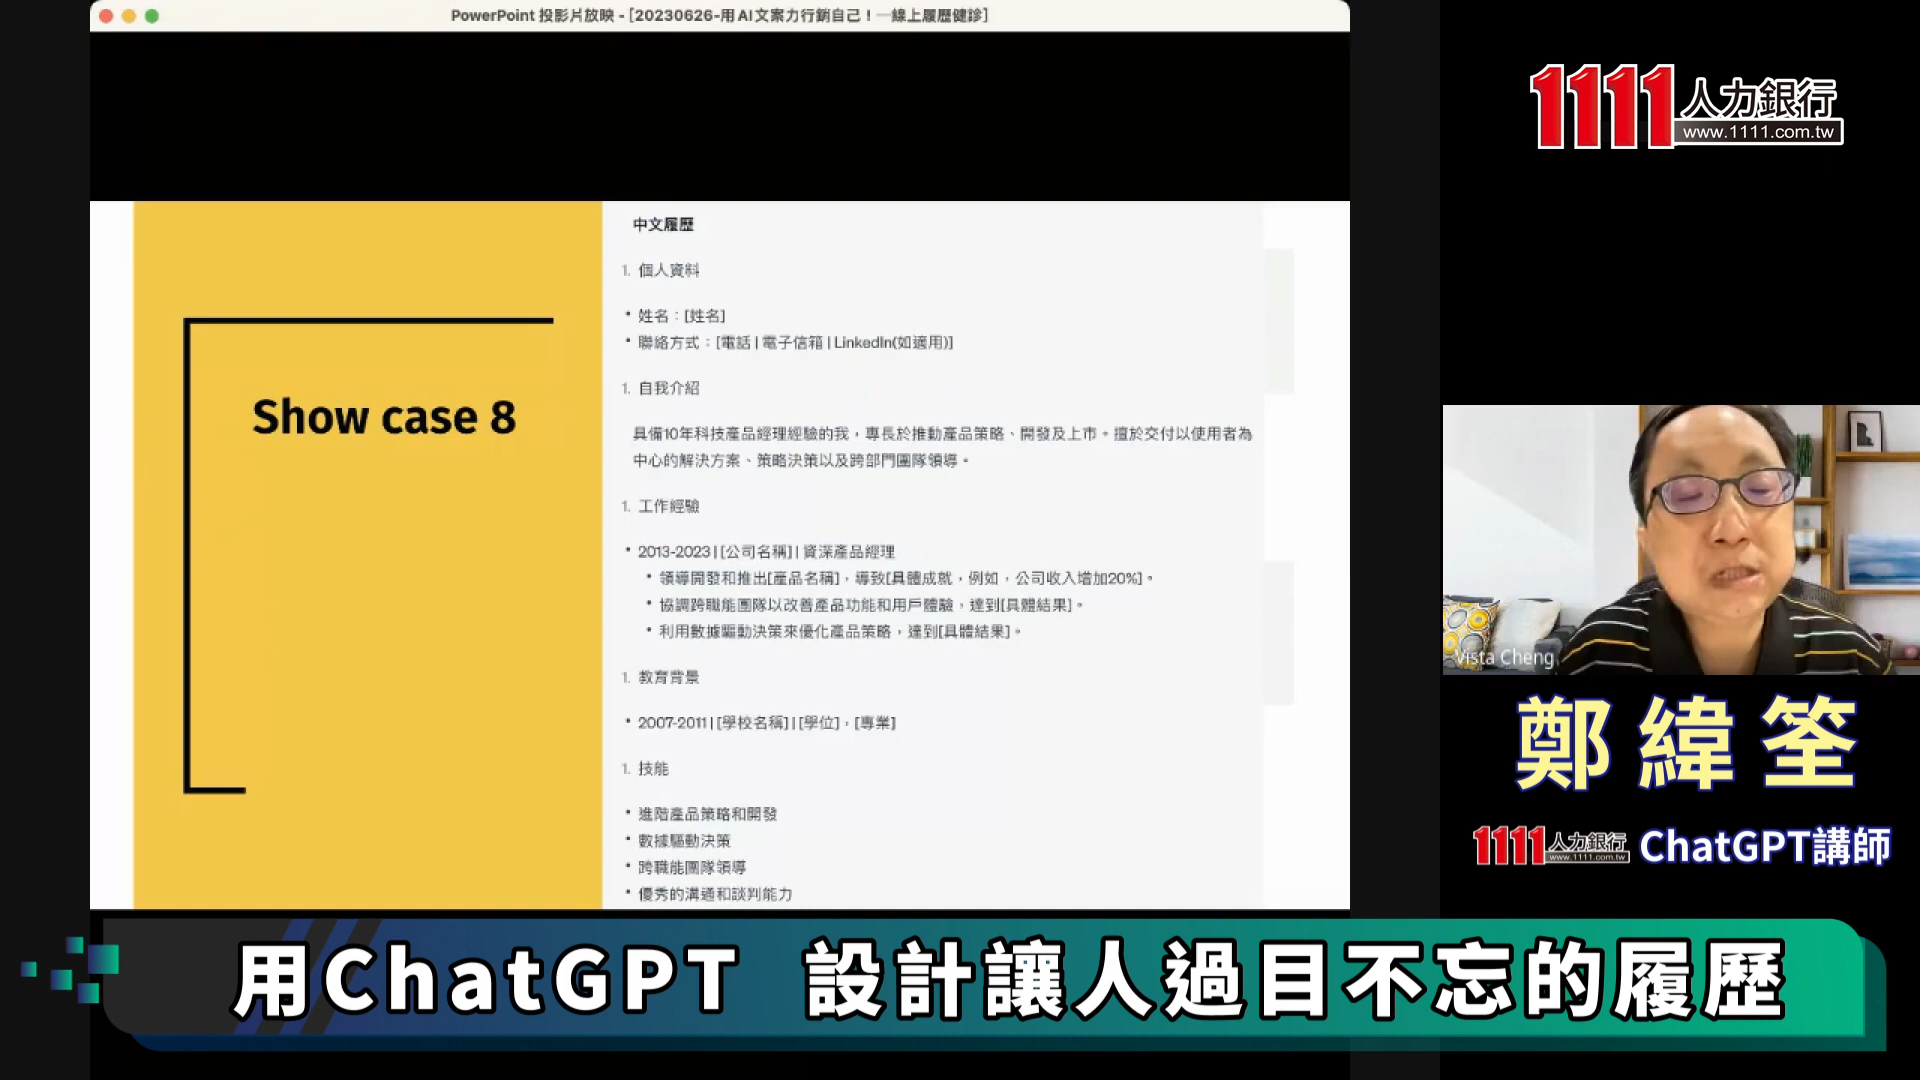 PowerPoint 投影片放映 - [20230626-用 AI 文案力行銷自己！—線上履歷健診]
1111人力銀行
www.1111.com.tw
Show case 8
中文履歷
1. 個人資料
• 姓名：[姓名]
• 聯絡方式：[電話 | 電子信箱 | LinkedIn(如適用)]
1. 自我介紹
具備10年科技產品經理經驗的我，專長於推動產品策略、開發及上市。擅於交付以使用者為
中心的解決方案、策略決策以及跨部門團隊領導。
1. 工作經驗
• 2013-2023 | [公司名稱] | 資深產品經理
• 領導開發和推出[產品名稱]，導致[具體成就，例如，公司收入增加20%]。
• 協調跨職能團隊以改善產品功能和用戶體驗，達到[具體結果]。
• 利用數據驅動決策來優化產品策略，達到[具體結果]。
1. 教育背景
• 2007-2011 | [學校名稱] | [學位]，[專業]
1. 技能
• 進階產品策略和開發
• 數據驅動決策
• 跨職能團隊領導
• 優秀的溝通和談判能力
Vista Cheng
鄭緯筌
1111人力銀行 ChatGPT講師
www.1111.com.tw
用ChatGPT 設計讓人過目不忘的履歷